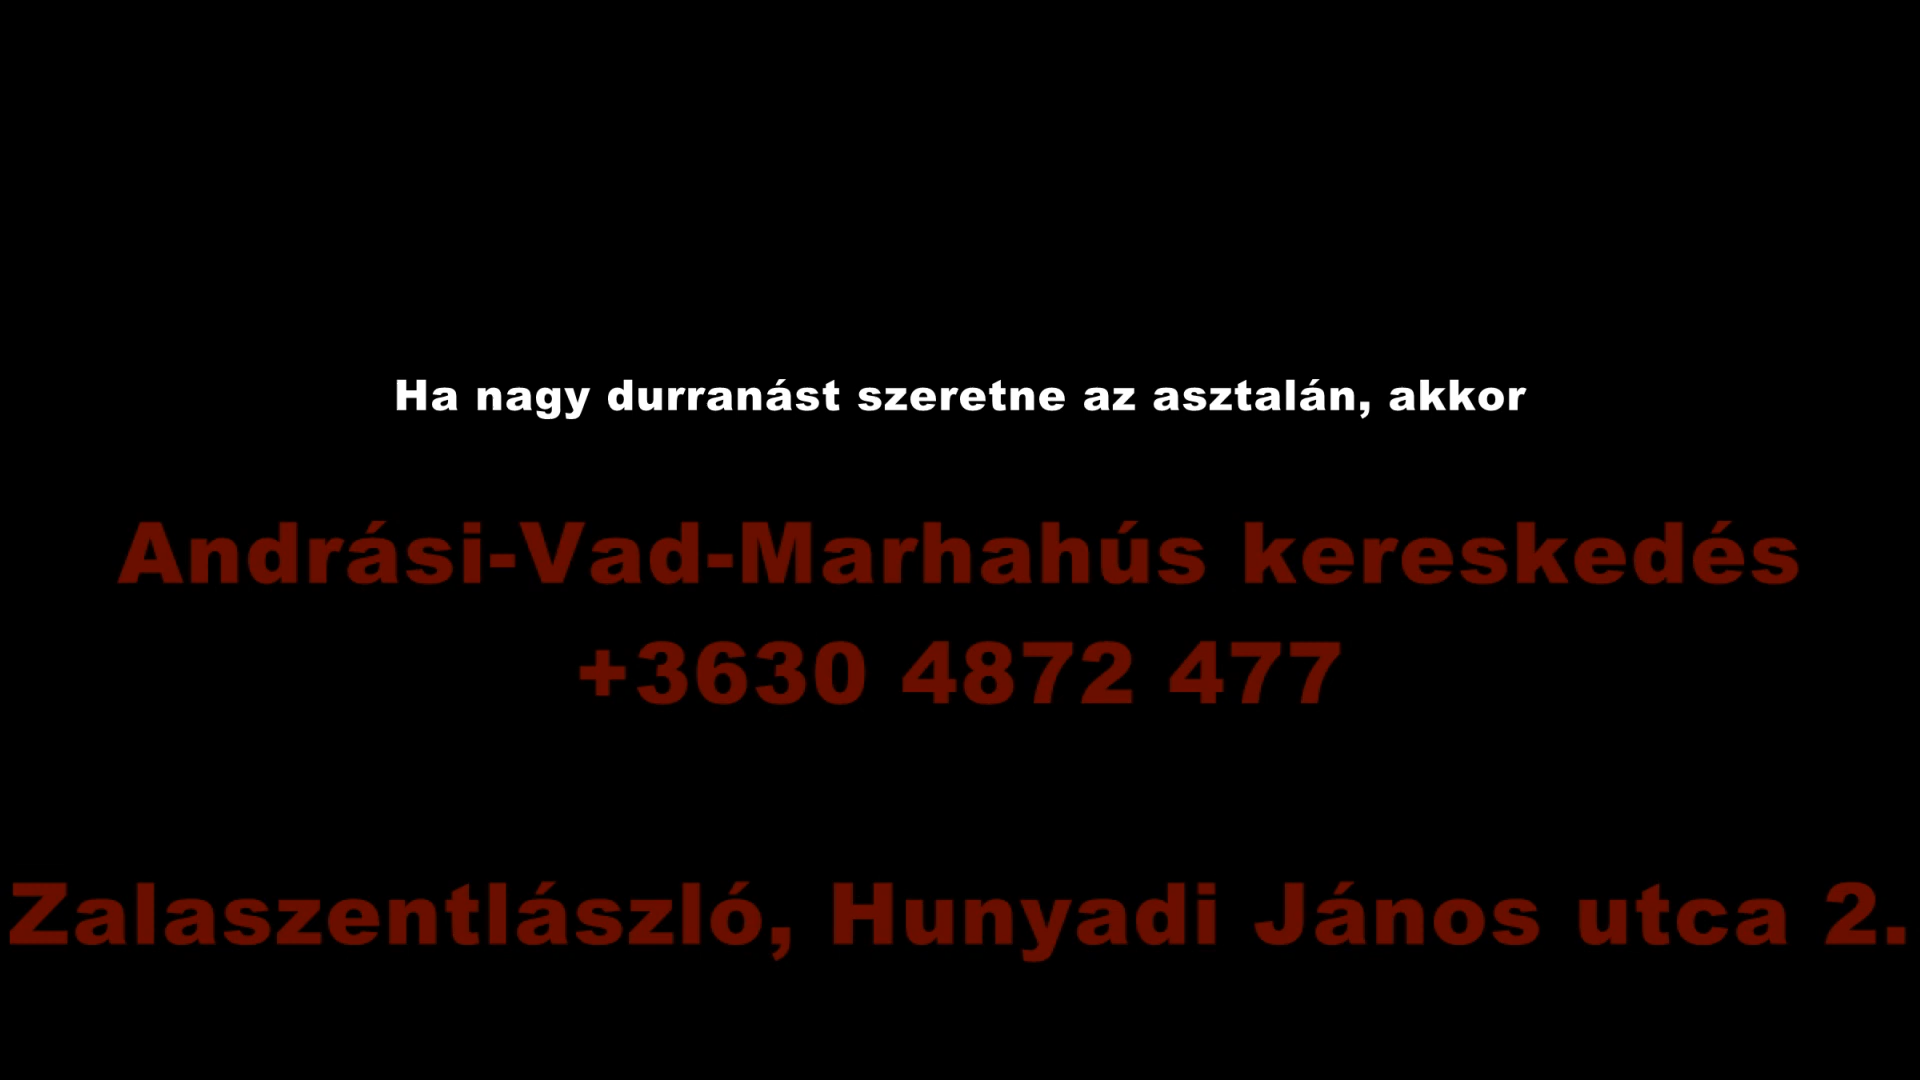 Ha nagy durranást szeretne az asztalán, akkor
Andrási-Vad-Marhahús kereskedés
+3630 4872 477
Zalaszentlászló, Hunyadi János utca 2.